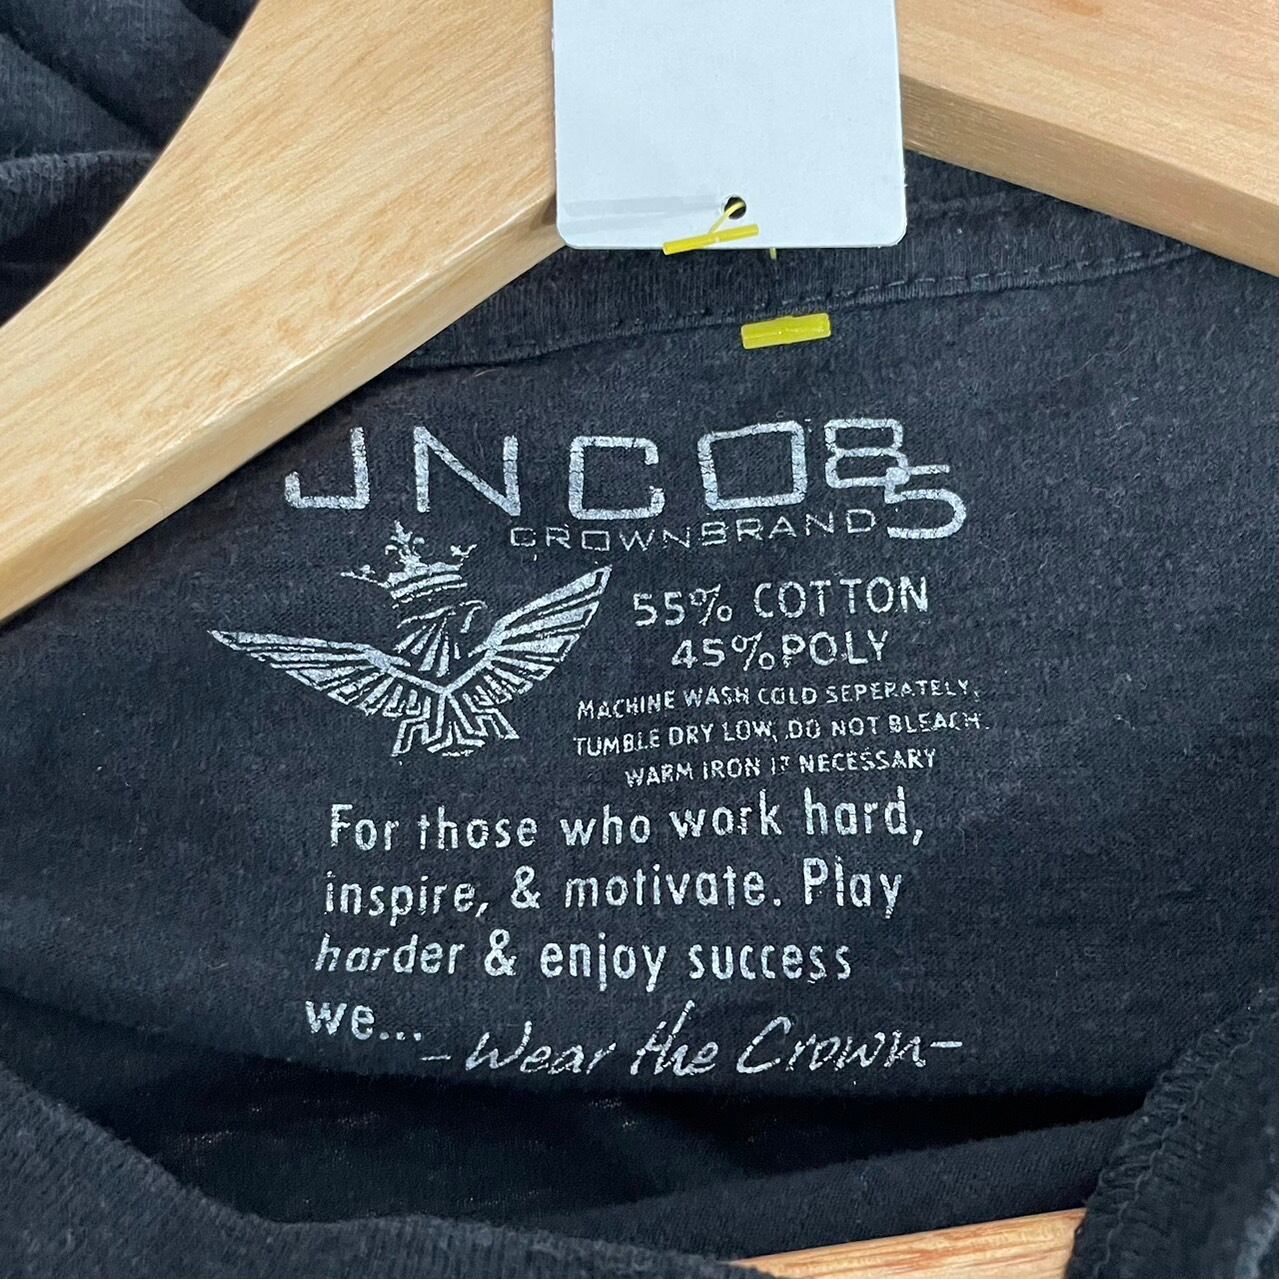 JNCO85
CROWNBRAND
55% COTTON
45% POLY
MACHINE WASH COLD SEPERATELY,
TUMBLE DRY LOW, DO NOT BLEACH.
WARM IRON IF NECESSARY
For those who work hard,
inspire, & motivate. Play
harder & enjoy success
we...
-Wear the Crown-